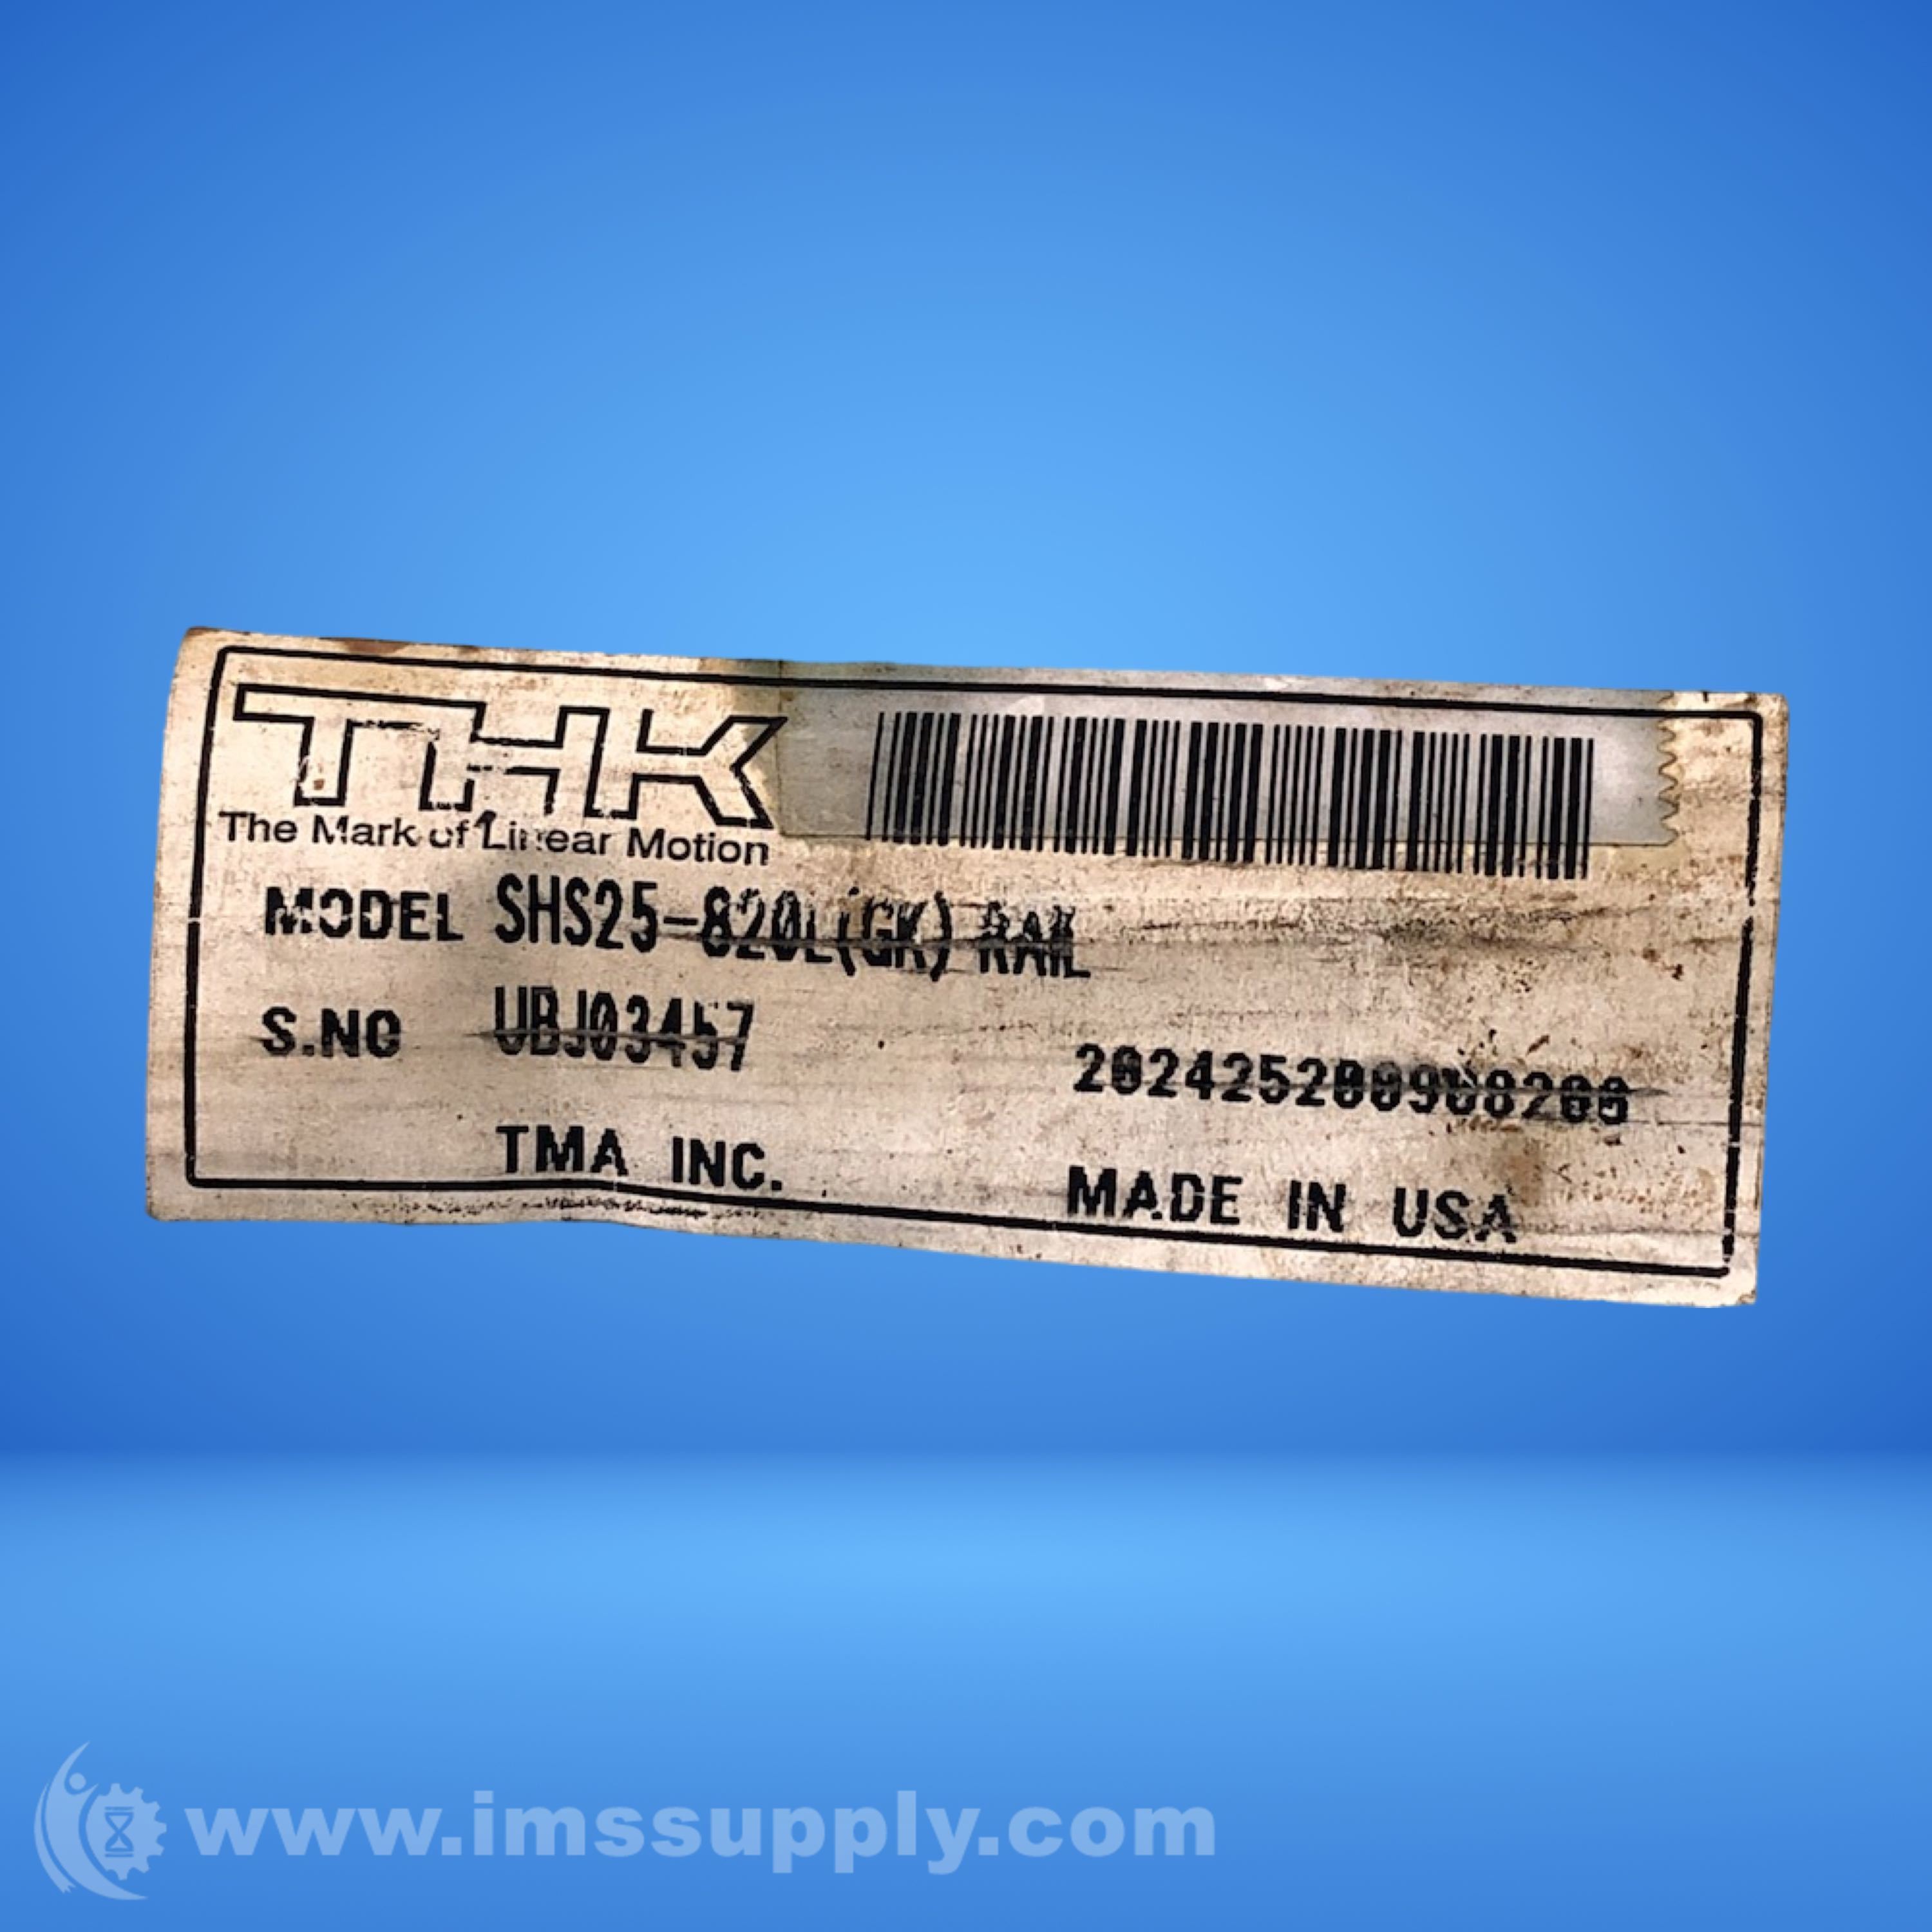 THK
The Mark of Linear Motion
MODEL SHS25-820L(GK) RAIL
S.NO UBJ03457
TMA INC.
MADE IN USA
www.imssupply.com